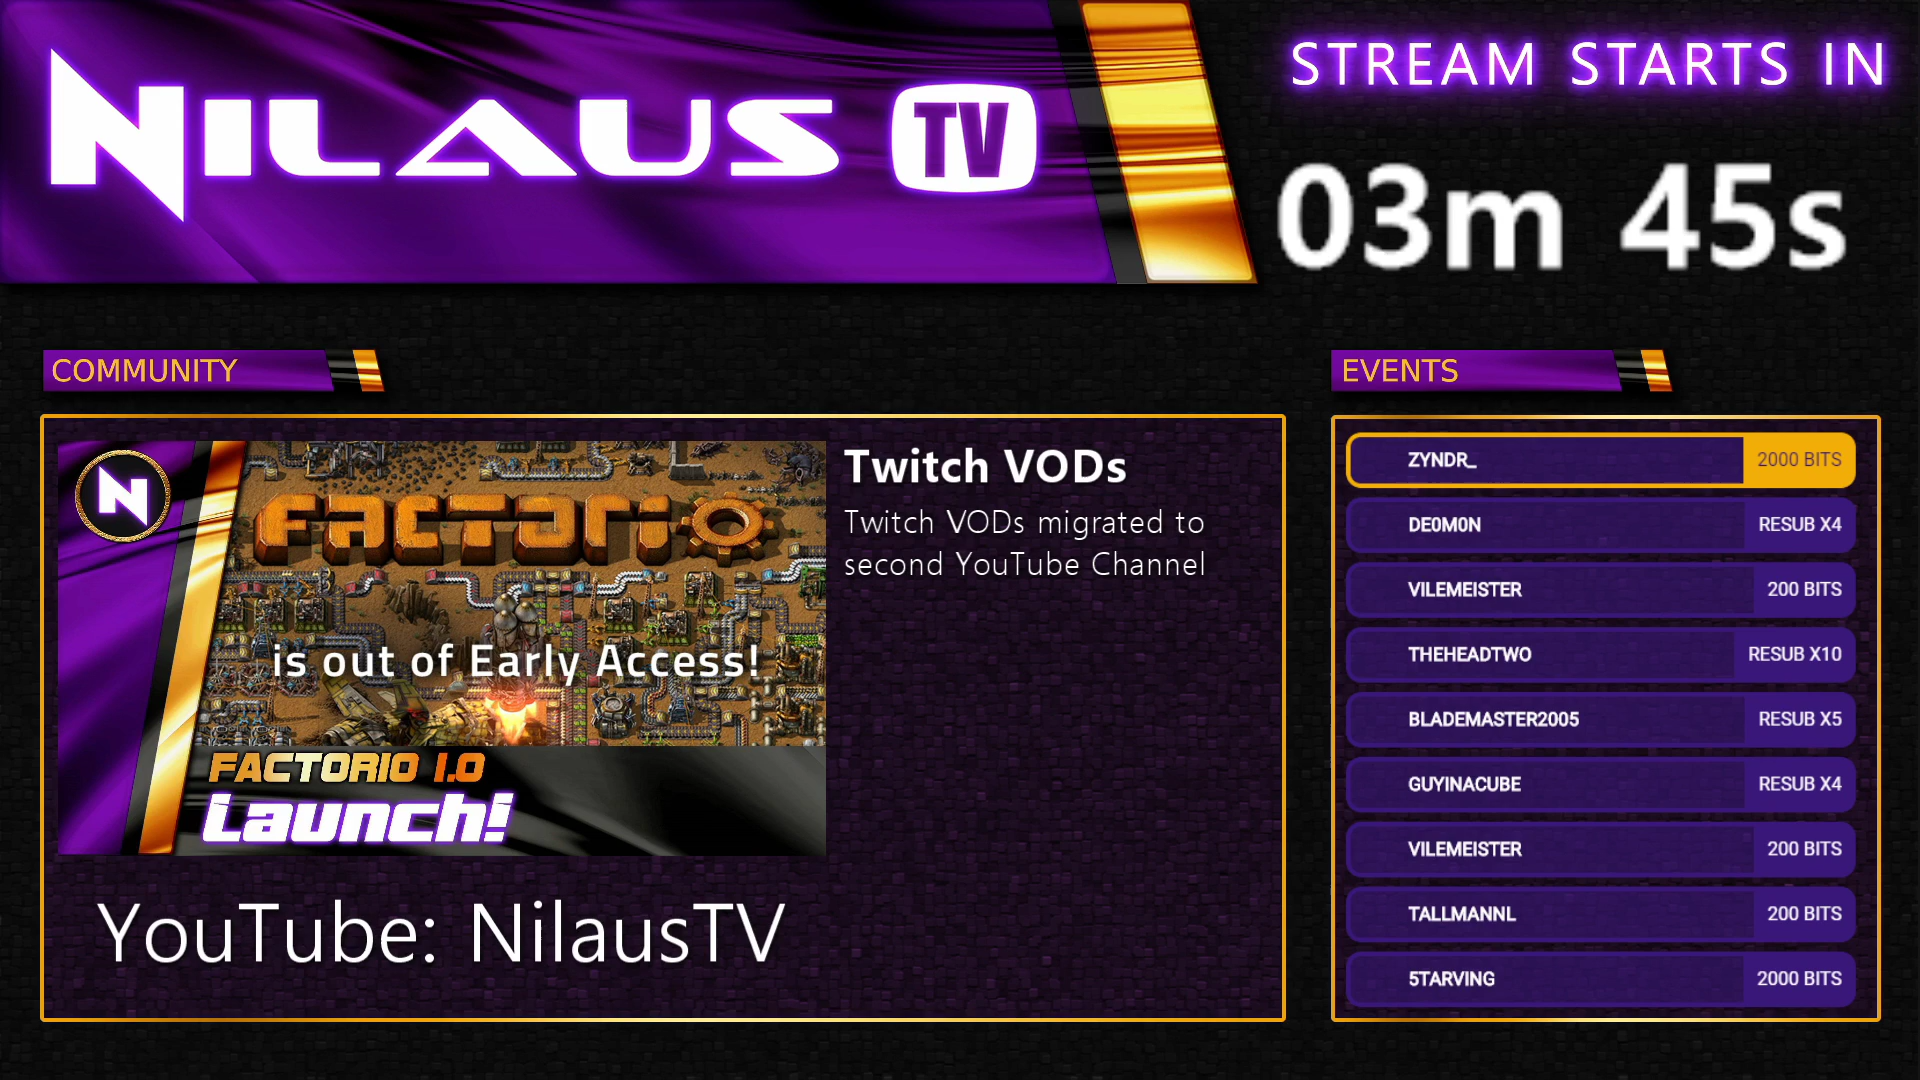 NILAUS TV
STREAM STARTS IN
03m 45s
COMMUNITY
N
FACTORIO
is out of Early Access!
FACTORIO 1.0
Launch!
Twitch VODs
Twitch VODs migrated to
second YouTube Channel
YouTube: NilausTV
EVENTS
ZYNDR_ 2000 BITS
DE0M0N RESUB X4
VILEMEISTER 200 BITS
THEHEADTWO RESUB X10
BLADEMASTER2005 RESUB X5
GUYINACUBE RESUB X4
VILEMEISTER 200 BITS
TALLMANNL 200 BITS
5TARVING 2000 BITS